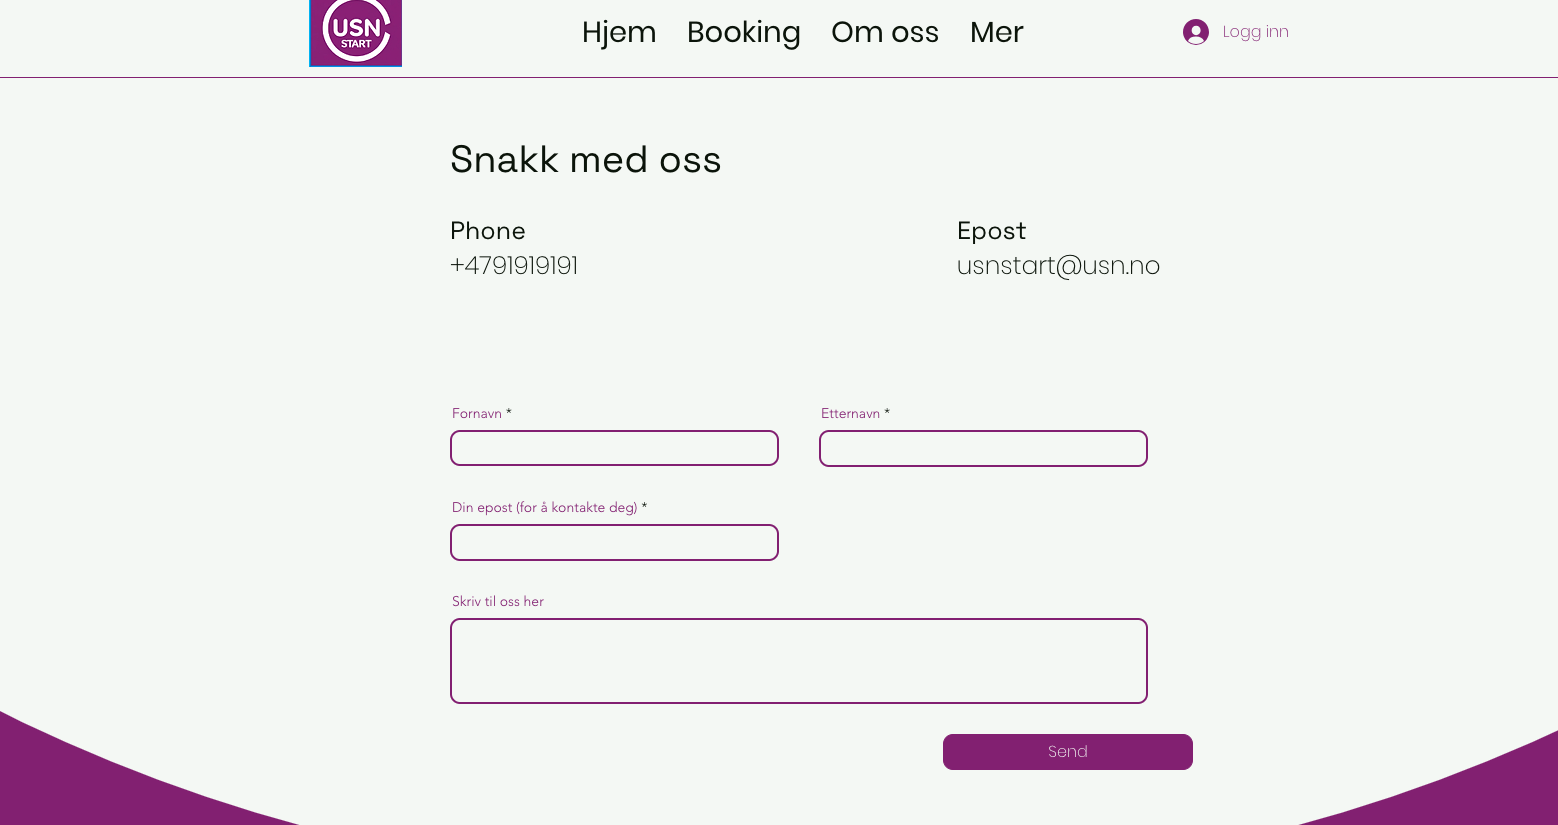 USN
START
Hjem Booking Om oss Mer
Logg inn
Snakk med oss
Phone
+4791919191
Epost
usnstart@usn.no
Fornavn *
Etternavn *
Din epost (for å kontakte deg) *
Skriv til oss her
Send